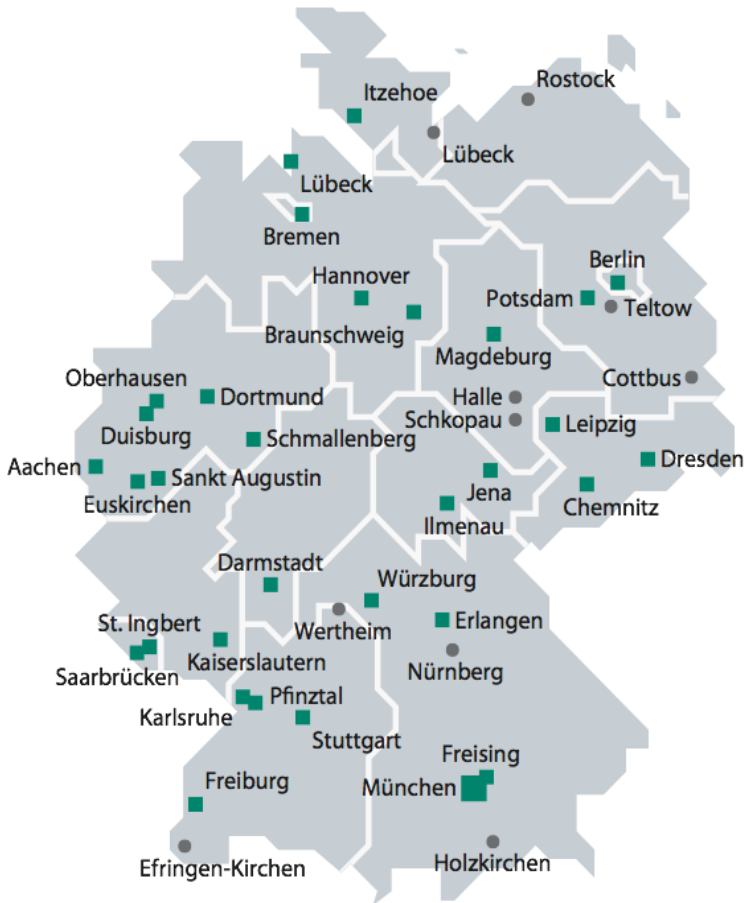 Rostock
Itzehoe
Lübeck
Lübeck
Bremen
Berlin
Hannover
Potsdam
Teltow
Braunschweig
Magdeburg
Oberhausen
Cottbus
Dortmund
Halle
Schkopau
Duisburg
Leipzig
Schmallenberg
Aachen
Dresden
Sankt Augustin
Jena
Euskirchen
Chemnitz
Ilmenau
Darmstadt
Würzburg
St. Ingbert
Erlangen
Wertheim
Kaiserslautern
Nürnberg
Saarbrücken
Pfinztal
Karlsruhe
Stuttgart
Freising
Freiburg
München
Holzkirchen
Efringen-Kirchen